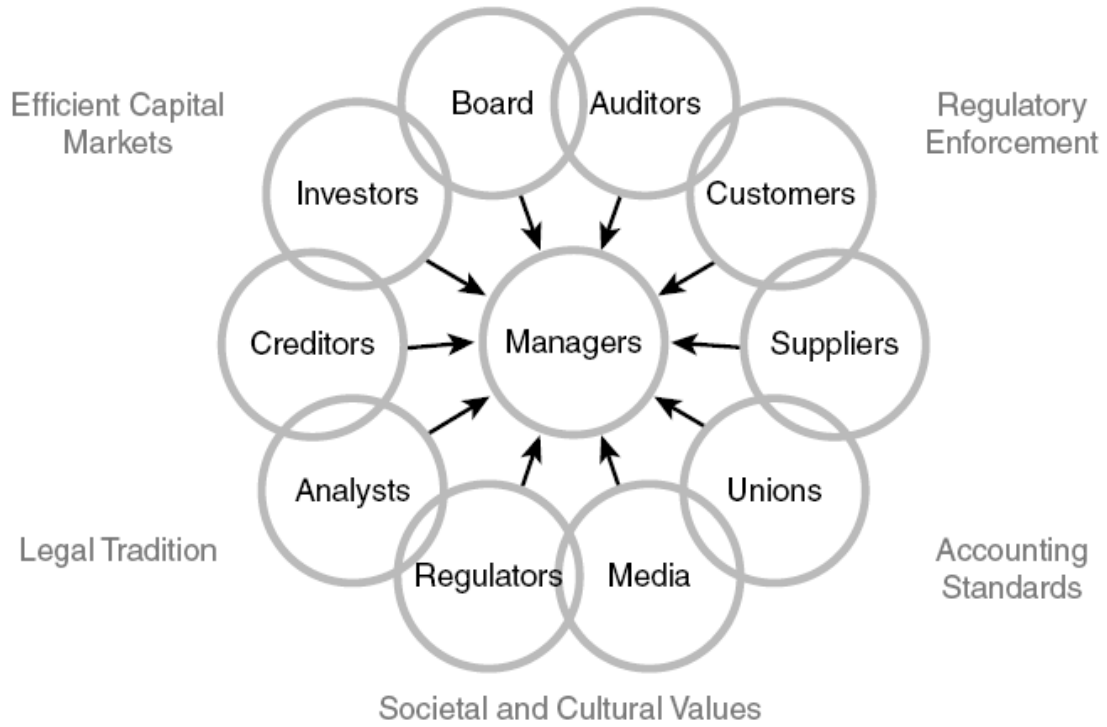 Board
Auditors
Efficient Capital
Markets
Regulatory
Enforcement
Investors
Customers
Creditors
Managers
Suppliers
Analysts
Unions
Legal Tradition
Accounting
Standards
Regulators
Media
Societal and Cultural Values